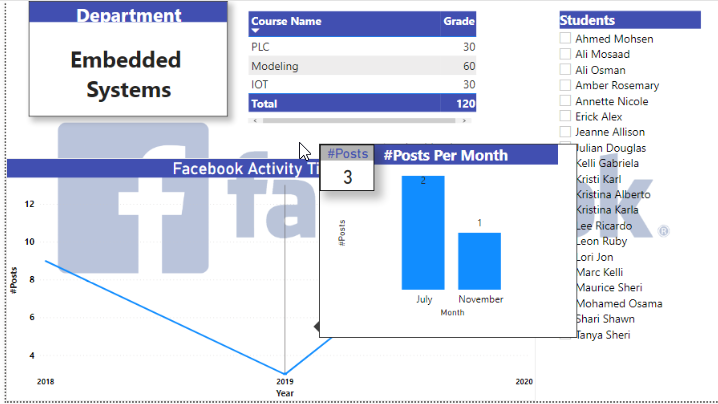 Department
Embedded
Systems
Course Name Grade
PLC 30
Modeling 60
IOT 30
Total 120
Students
Ahmed Mohsen
Ali Mosaad
Ali Osman
Amber Rosemary
Annette Nicole
Erick Alex
Jeanne Allison
Julian Douglas
Kelli Gabriela
Kristi Karl
Kristina Alberto
Kristina Karla
Lee Ricardo
Leon Ruby
Lori Jon
Marc Kelli
Maurice Sheri
Mohamed Osama
Shari Shawn
Tanya Sheri
Facebook Activity Ti
fa k
#Posts
12
10
8
6
4
2018
2019
2020
Year
#Posts
3
#Posts Per Month
#Posts
2
1
July
November
Month